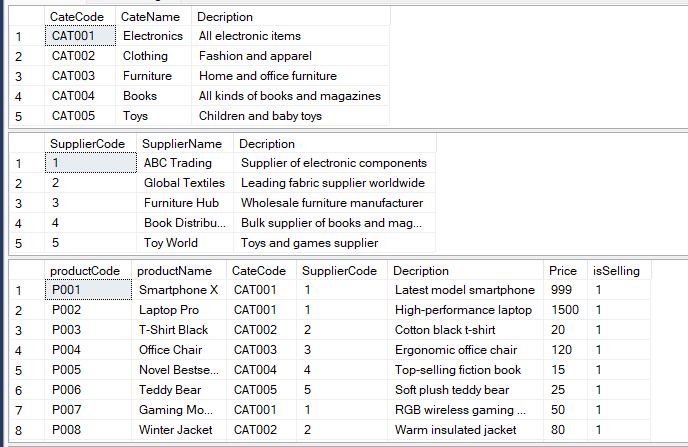 CateCode CateName Decription
1 CAT001 Electronics All electronic items
2 CAT002 Clothing Fashion and apparel
3 CAT003 Furniture Home and office furniture
4 CAT004 Books All kinds of books and magazines
5 CAT005 Toys Children and baby toys
SupplierCode SupplierName Decription
1 1 ABC Trading Supplier of electronic components
2 2 Global Textiles Leading fabric supplier worldwide
3 3 Furniture Hub Wholesale furniture manufacturer
4 4 Book Distribu... Bulk supplier of books and mag...
5 5 Toy World Toys and games supplier
productCode productName CateCode SupplierCode Decription Price isSelling
1 P001 Smartphone X CAT001 1 Latest model smartphone 999 1
2 P002 Laptop Pro CAT001 1 High-performance laptop 1500 1
3 P003 T-Shirt Black CAT002 2 Cotton black t-shirt 20 1
4 P004 Office Chair CAT003 3 Ergonomic office chair 120 1
5 P005 Novel Bestse... CAT004 4 Top-selling fiction book 15 1
6 P006 Teddy Bear CAT005 5 Soft plush teddy bear 25 1
7 P007 Gaming Mo... CAT001 1 RGB wireless gaming ... 50 1
8 P008 Winter Jacket CAT002 2 Warm insulated jacket 80 1